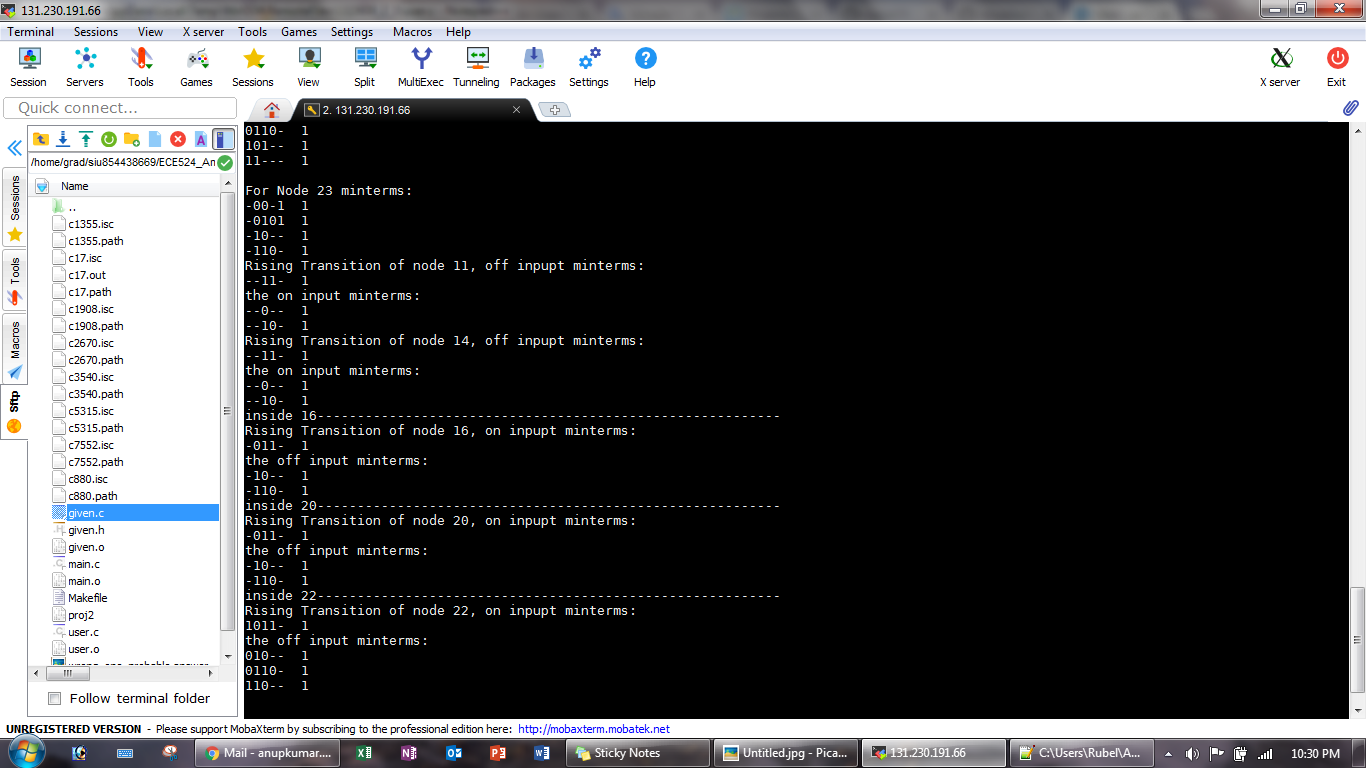 131.230.191.66
Terminal Sessions View X server Tools Games Settings Macros Help
Session Servers Tools Games Sessions View Split MultiExec Tunneling Packages Settings Help X server Exit
Quick connect...
2. 131.230.191.66
/home/grad/siu854438669/ECE524_An
Name
..
c1355.isc
c1355.path
c17.isc
c17.out
c17.path
c1908.isc
c1908.path
c2670.isc
c2670.path
c3540.isc
c3540.path
c5315.isc
c5315.path
c7552.isc
c7552.path
c880.isc
c880.path
given.c
given.h
given.o
main.c
main.o
Makefile
proj2
user.c
user.o
Follow terminal folder
Sessions
Tools
Macros
Sftp
0110-  1
101--  1
11---  1
For Node 23 minterms:
-00-1  1
-0101  1
-10--  1
-110-  1
Rising Transition of node 11, off inpupt minterms:
--11-  1
the on input minterms:
--0--  1
--10-  1
Rising Transition of node 14, off inpupt minterms:
--11-  1
the on input minterms:
--0--  1
--10-  1
inside 16----------------------------------------------------------
Rising Transition of node 16, on inpupt minterms:
-011-  1
the off input minterms:
-10--  1
-110-  1
inside 20----------------------------------------------------------
Rising Transition of node 20, on inpupt minterms:
-011-  1
the off input minterms:
-10--  1
-110-  1
inside 22----------------------------------------------------------
Rising Transition of node 22, on inpupt minterms:
1011-  1
the off input minterms:
010--  1
0110-  1
110--  1
UNREGISTERED VERSION - Please support MobaXterm by subscribing to the professional edition here: http://mobaxterm.mobatek.net
Mail - anupkumar.... Sticky Notes Untitled.jpg - Pica... 131.230.191.66 C:\Users\Rubel\A... 10:30 PM